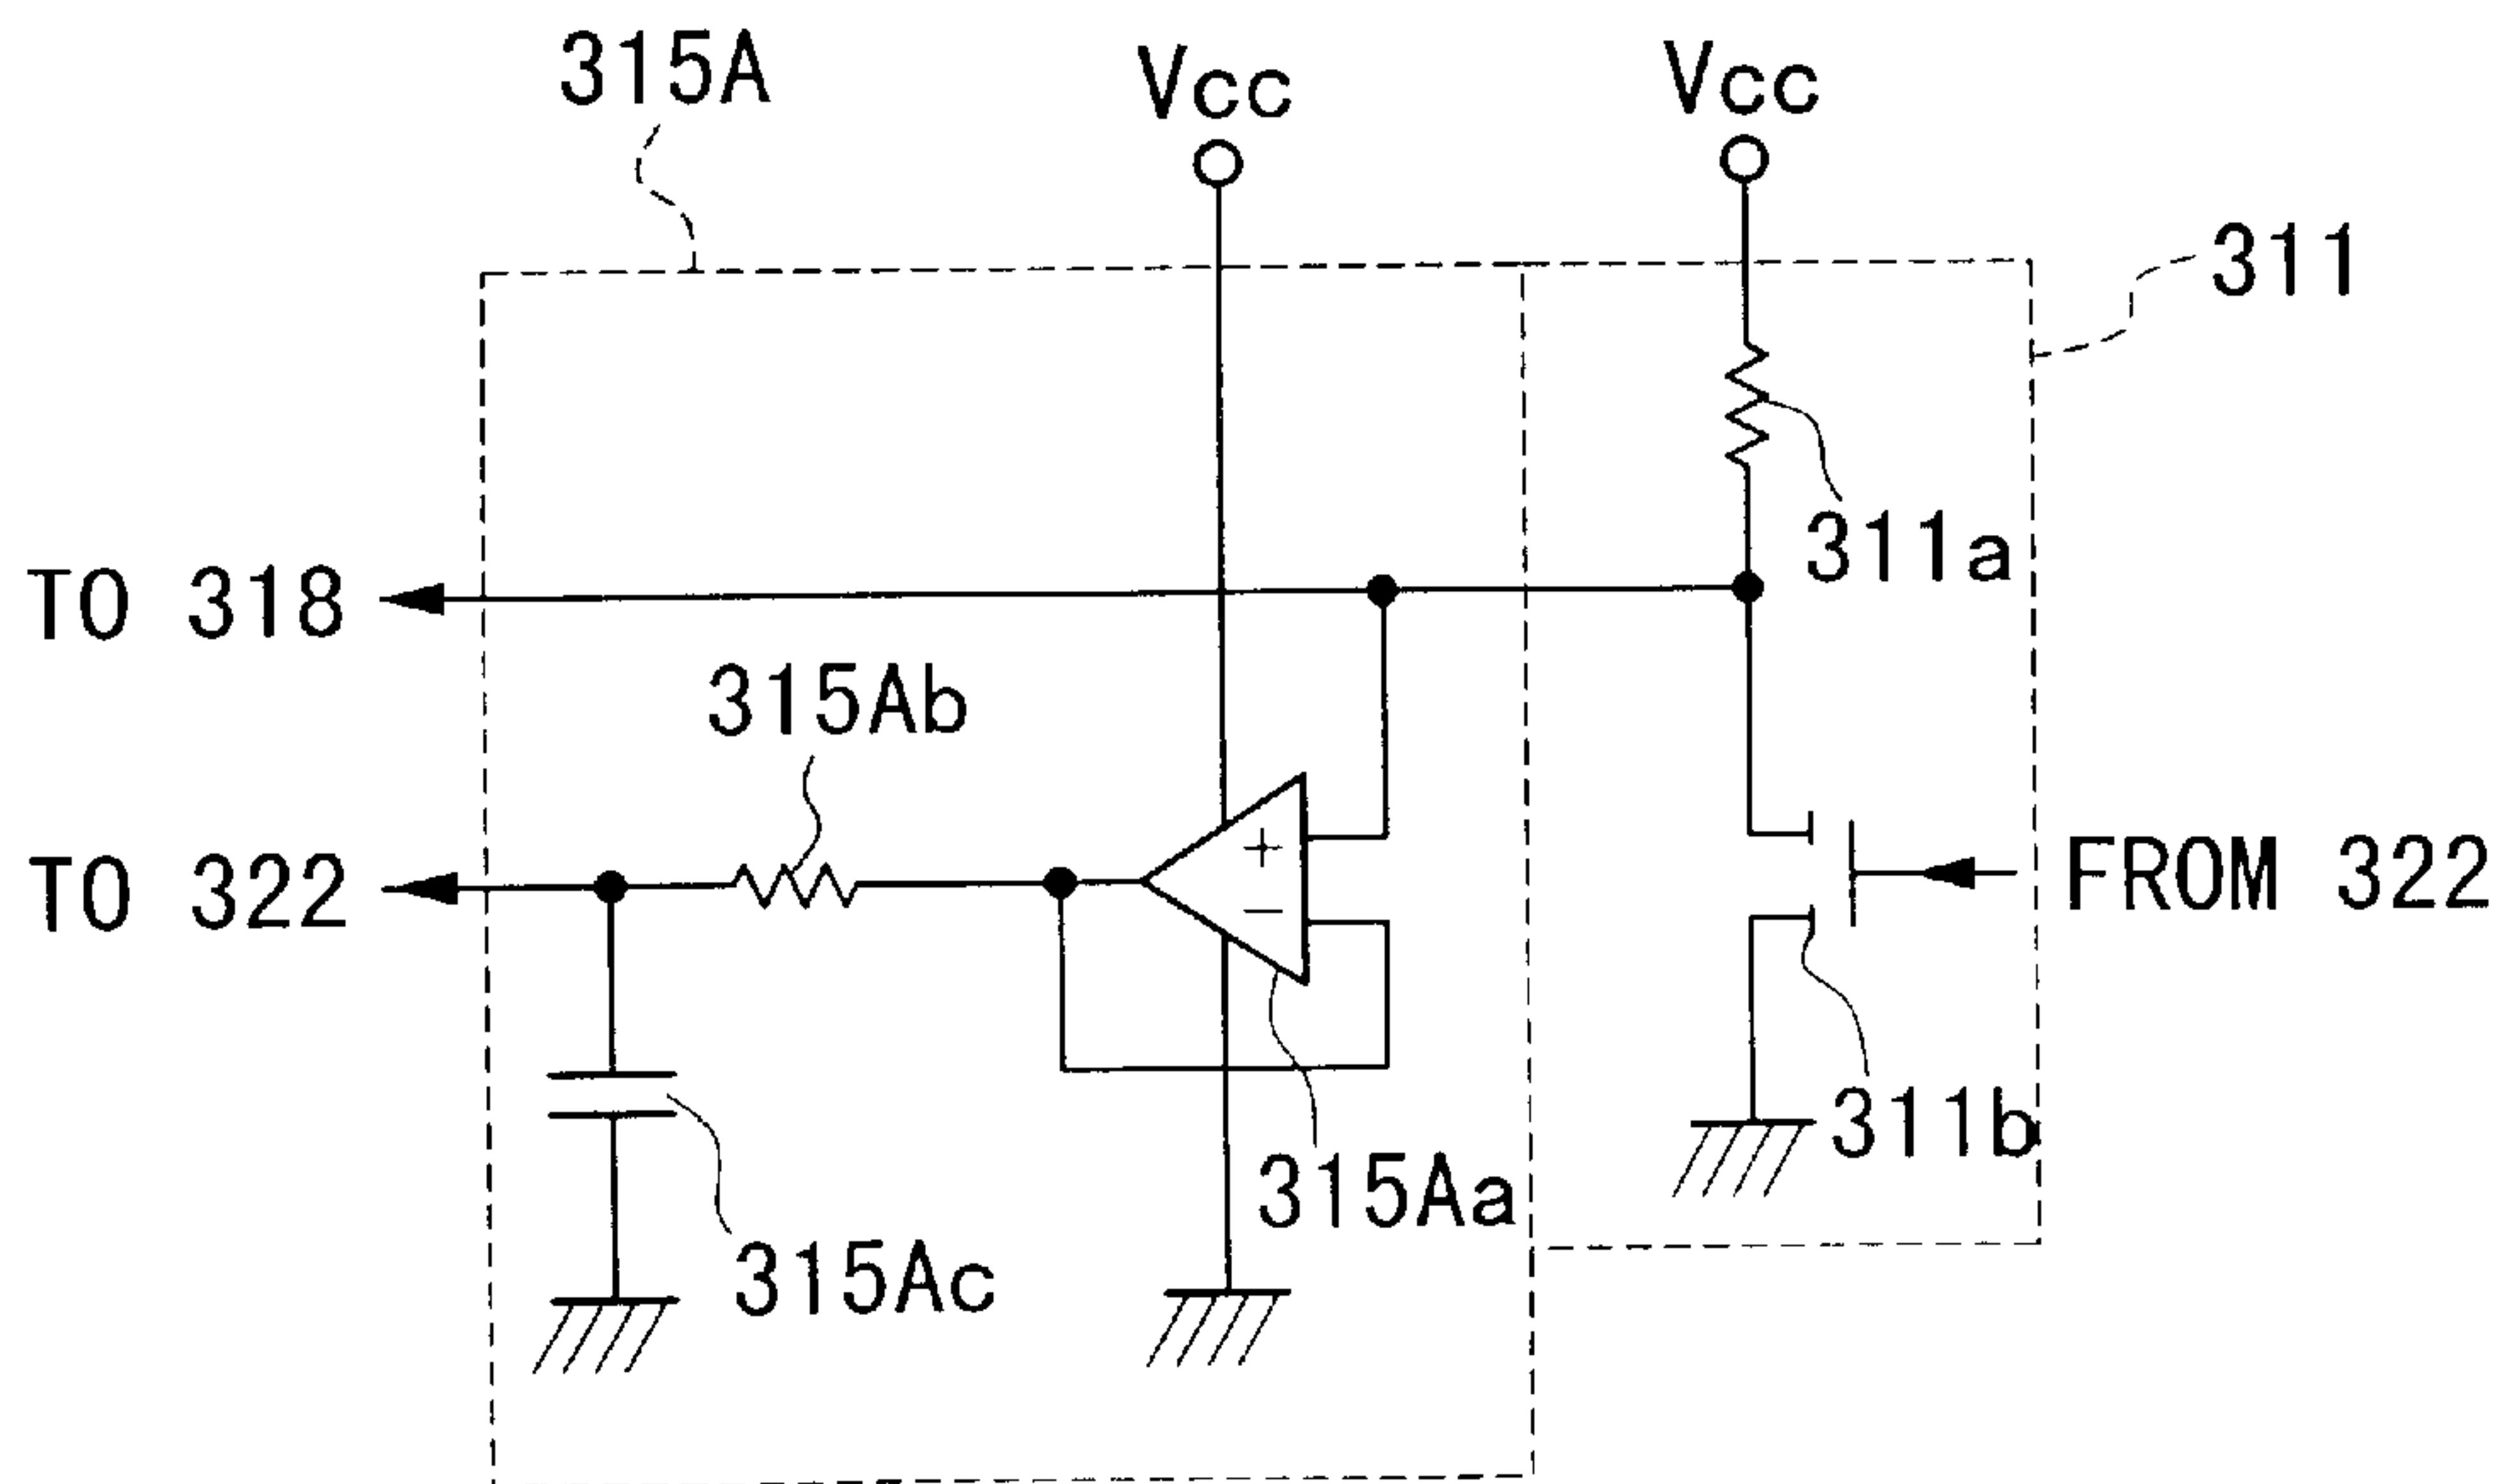 315A
Vcc
Vcc
311
311a
TO 318
315Ab
+
TO 322
FROM 322
−
311b
315Aa
315Ac